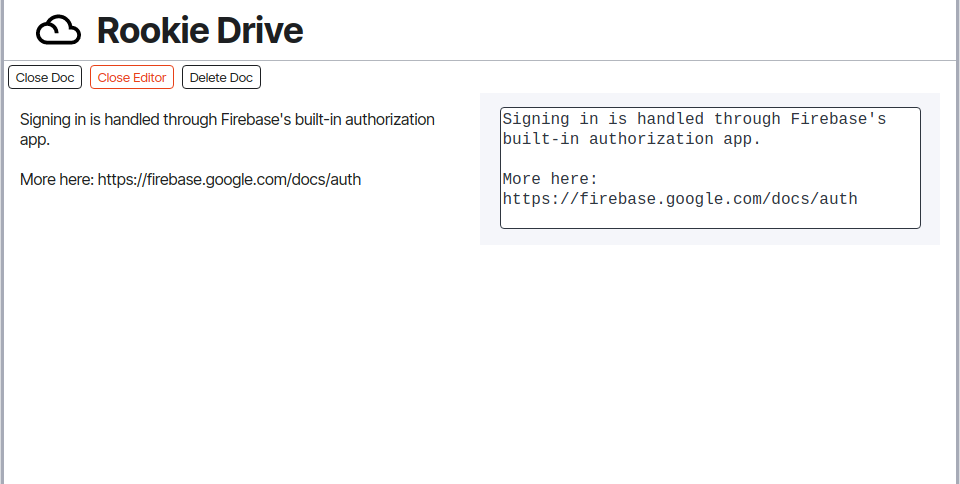 Rookie Drive
Close Doc Close Editor Delete Doc
Signing in is handled through Firebase's built-in authorization
app.
More here: https://firebase.google.com/docs/auth
Signing in is handled through Firebase's
built-in authorization app.
More here:
https://firebase.google.com/docs/auth